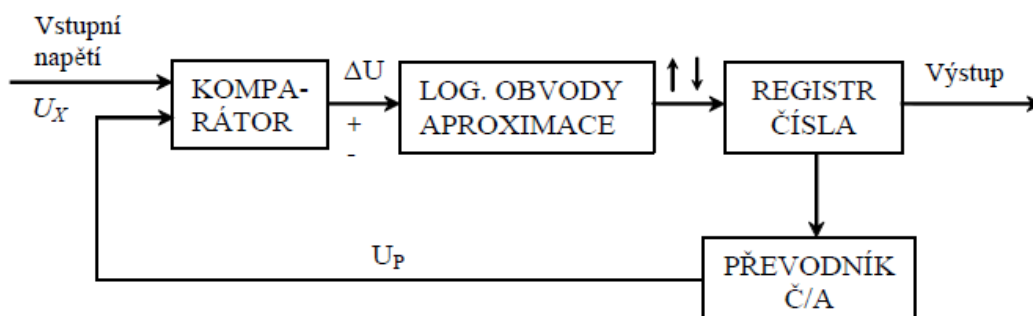 Vstupní
napětí
U_X
KOMPA-
RÁTOR
ΔU
+
-
LOG. OBVODY
APROXIMACE
REGISTR
ČÍSLA
Výstup
U_P
PŘEVODNÍK
Č/A